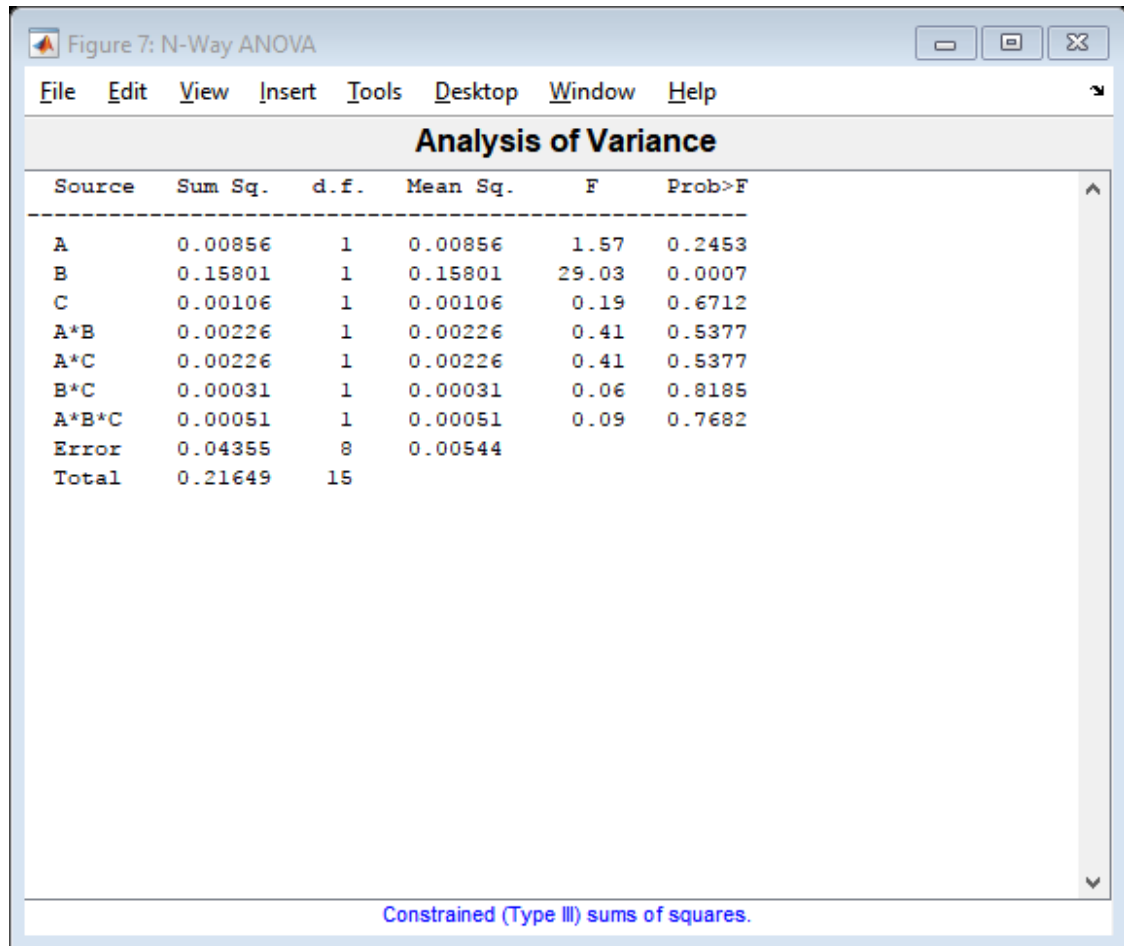 Figure 7: N-Way ANOVA
File Edit View Insert Tools Desktop Window Help
Analysis of Variance
Source Sum Sq. d.f. Mean Sq. F Prob>F
A 0.00856 1 0.00856 1.57 0.2453
B 0.15801 1 0.15801 29.03 0.0007
C 0.00106 1 0.00106 0.19 0.6712
A*B 0.00226 1 0.00226 0.41 0.5377
A*C 0.00226 1 0.00226 0.41 0.5377
B*C 0.00031 1 0.00031 0.06 0.8185
A*B*C 0.00051 1 0.00051 0.09 0.7682
Error 0.04355 8 0.00544
Total 0.21649 15
Constrained (Type III) sums of squares.